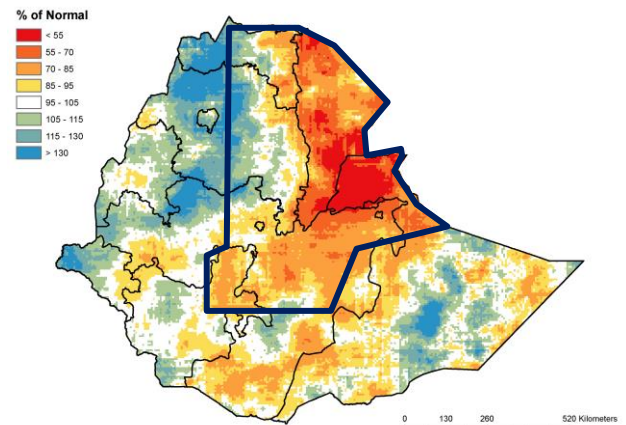 % of Normal
< 55
55 - 70
70 - 85
85 - 95
95 - 105
105 - 115
115 - 130
> 130
0 130 260 520 Kilometers